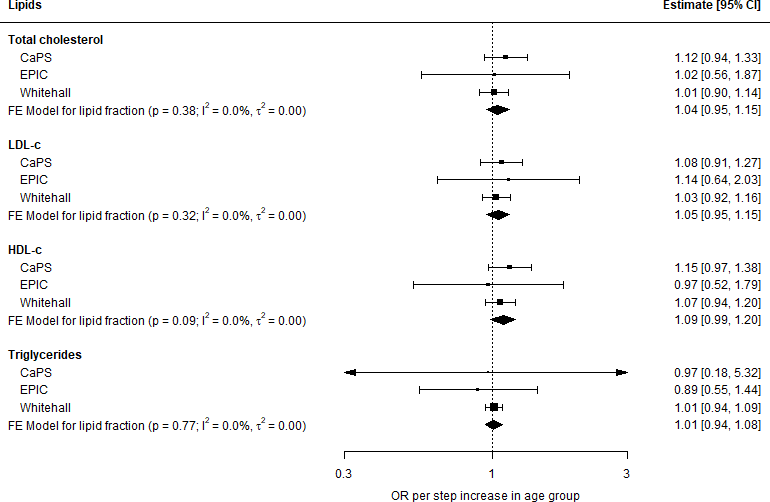 Lipids Estimate [95% CI]
Total cholesterol
CaPS 1.12 [0.94, 1.33]
EPIC 1.02 [0.56, 1.87]
Whitehall 1.01 [0.90, 1.14]
FE Model for lipid fraction (p = 0.38; I² = 0.0%, τ² = 0.00) 1.04 [0.95, 1.15]
LDL-c
CaPS 1.08 [0.91, 1.27]
EPIC 1.14 [0.64, 2.03]
Whitehall 1.03 [0.92, 1.16]
FE Model for lipid fraction (p = 0.32; I² = 0.0%, τ² = 0.00) 1.05 [0.95, 1.15]
HDL-c
CaPS 1.15 [0.97, 1.38]
EPIC 0.97 [0.52, 1.79]
Whitehall 1.07 [0.94, 1.20]
FE Model for lipid fraction (p = 0.09; I² = 0.0%, τ² = 0.00) 1.09 [0.99, 1.20]
Triglycerides
CaPS 0.97 [0.18, 5.32]
EPIC 0.89 [0.55, 1.44]
Whitehall 1.01 [0.94, 1.09]
FE Model for lipid fraction (p = 0.77; I² = 0.0%, τ² = 0.00) 1.01 [0.94, 1.08]
0.3 1 3
OR per step increase in age group